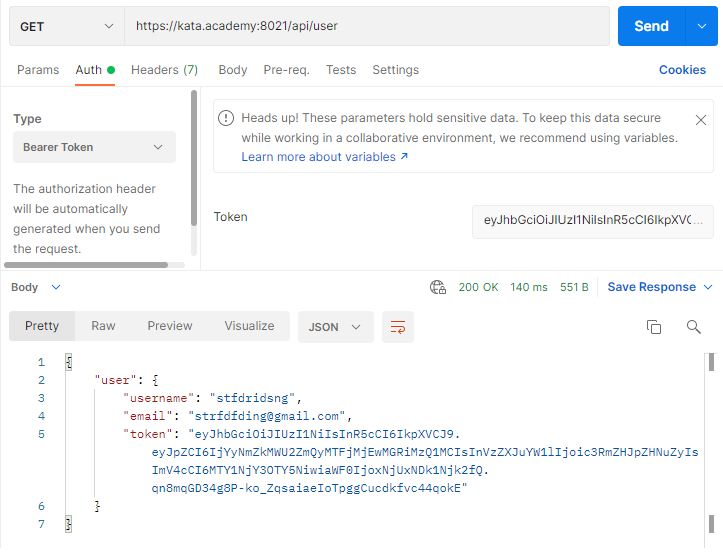 GET https://kata.academy:8021/api/user Send
Params Auth Headers (7) Body Pre-req. Tests Settings Cookies
Type
Bearer Token
The authorization header
will be automatically
generated when you send
the request.
Heads up! These parameters hold sensitive data. To keep this data secure
while working in a collaborative environment, we recommend using variables.
Learn more about variables ↗
Token eyJhbGciOiJIUzI1NiIsInR5cCI6IkpXVC...
Body 200 OK 140 ms 551 B Save Response
Pretty Raw Preview Visualize JSON
1 {
2 "user": {
3 "username": "stfdridsng",
4 "email": "strfdfding@gmail.com",
5 "token": "eyJhbGciOiJIUzI1NiIsInR5cCI6IkpXVCJ9.
eyJpZCI6IjYyNmZkMWU2ZmQyMTFjMjEwMGRiMzQ1MCIsInVzZXJuYW1lIjoic3RmZHJpZHNuZyIs
ImV4cCI6MTY1NjY3OTY5NiwiaWF0IjoxNjUxNDk1Njk2fQ.
qn8mqGD34g8P-ko_ZqsaiaeIoTpggCucdkfvc44qokE"
6 }
7 }